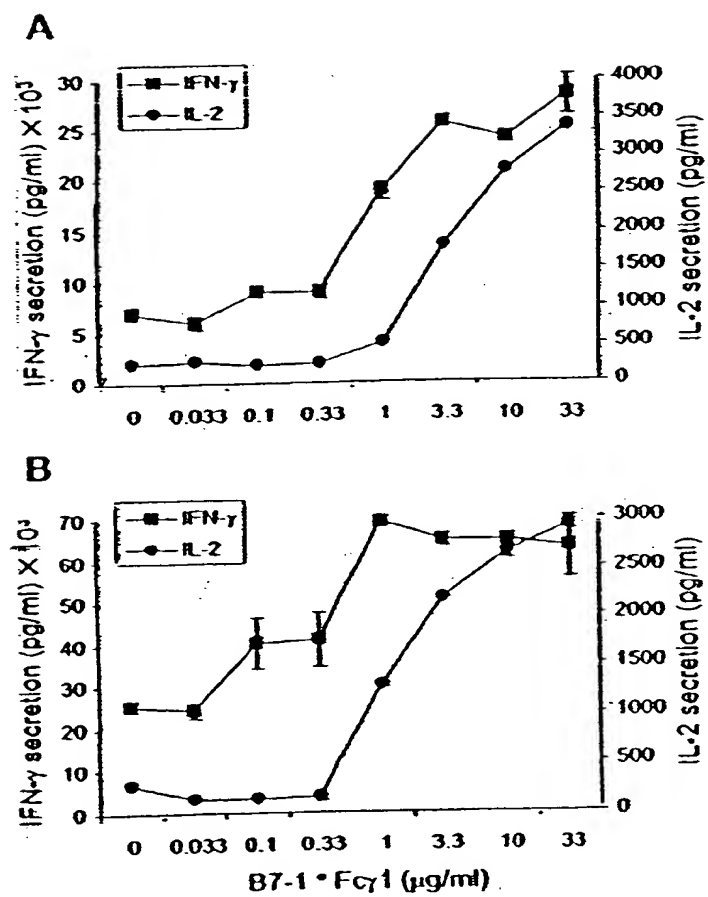 A
IFN-γ secretion (pg/ml) X 10³
30
25
20
15
10
5
0
IFN-γ
IL-2
4000
3500
3000
2500
2000
1500
1000
500
0
IL-2 secretion (pg/ml)
0 0.033 0.1 0.33 1 3.3 10 33
B
IFN-γ secretion (pg/ml) X 10³
70
60
50
40
30
20
10
0
IFN-γ
IL-2
3000
2500
2000
1500
1000
500
0
IL-2 secretion (pg/ml)
0 0.033 0.1 0.33 1 3.3 10 33
B7-1 • Fcγ1 (µg/ml)